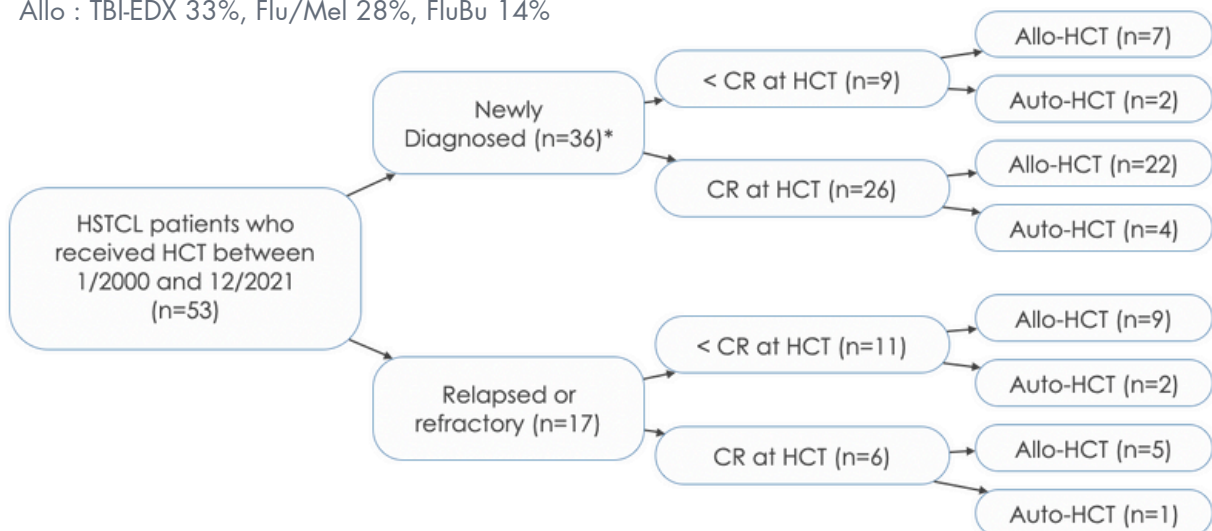 Allo : TBI-EDX 33%, Flu/Mel 28%, FluBu 14%
HSTCL patients who
received HCT between
1/2000 and 12/2021
(n=53)
Newly
Diagnosed (n=36)*
< CR at HCT (n=9)
Allo-HCT (n=7)
Auto-HCT (n=2)
CR at HCT (n=26)
Allo-HCT (n=22)
Auto-HCT (n=4)
Relapsed or
refractory (n=17)
< CR at HCT (n=11)
Allo-HCT (n=9)
Auto-HCT (n=2)
CR at HCT (n=6)
Allo-HCT (n=5)
Auto-HCT (n=1)